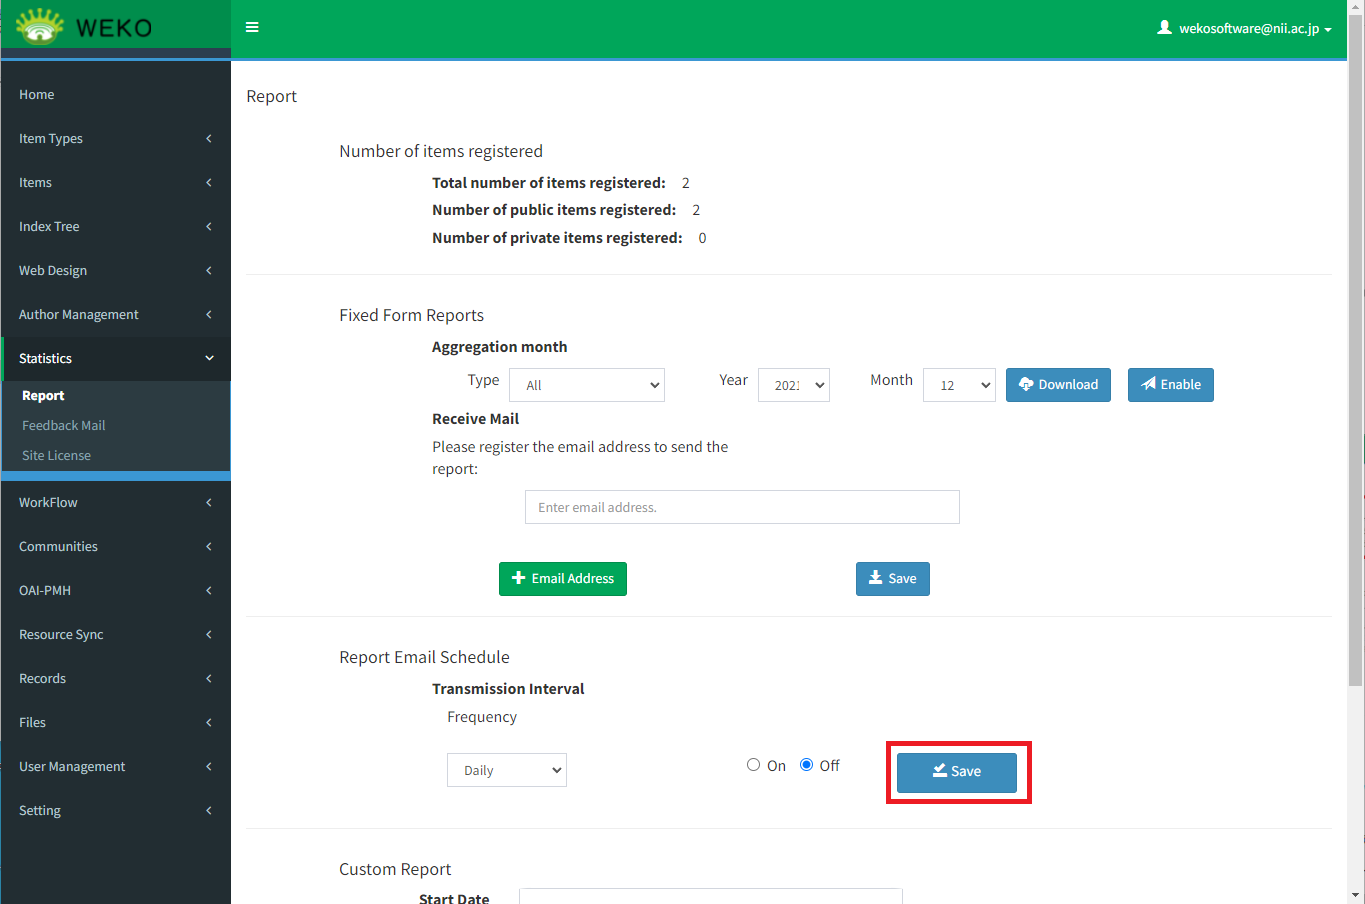 WEKO
wekosoftware@nii.ac.jp
Home
Item Types
Items
Index Tree
Web Design
Author Management
Statistics
Report
Feedback Mail
Site License
WorkFlow
Communities
OAI-PMH
Resource Sync
Records
Files
User Management
Setting
Report
Number of items registered
Total number of items registered: 2
Number of public items registered: 2
Number of private items registered: 0
Fixed Form Reports
Aggregation month
Type All Year 2021 Month 12 Download Enable
Receive Mail
Please register the email address to send the
report:
Enter email address.
Email Address Save
Report Email Schedule
Transmission Interval
Frequency
Daily On Off Save
Custom Report
Start Date